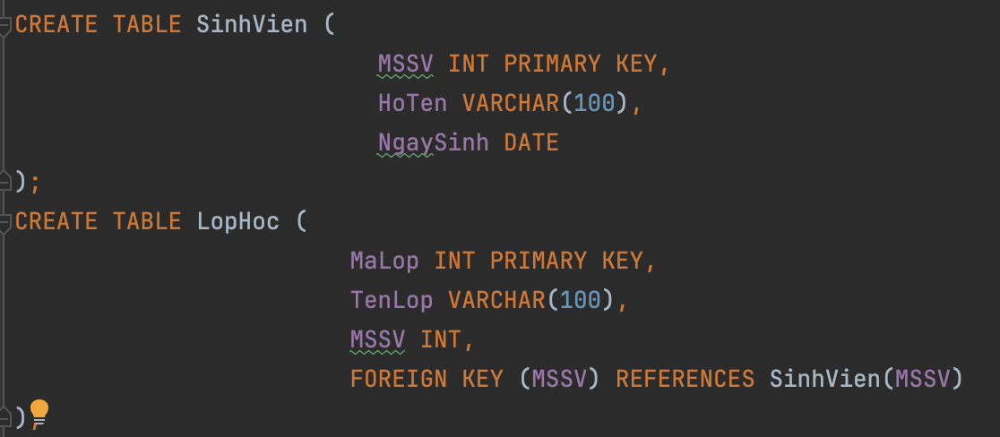 CREATE TABLE SinhVien (
MSSV INT PRIMARY KEY,
HoTen VARCHAR(100),
NgaySinh DATE
);
CREATE TABLE LopHoc (
MaLop INT PRIMARY KEY,
TenLop VARCHAR(100),
MSSV INT,
FOREIGN KEY (MSSV) REFERENCES SinhVien(MSSV)
);